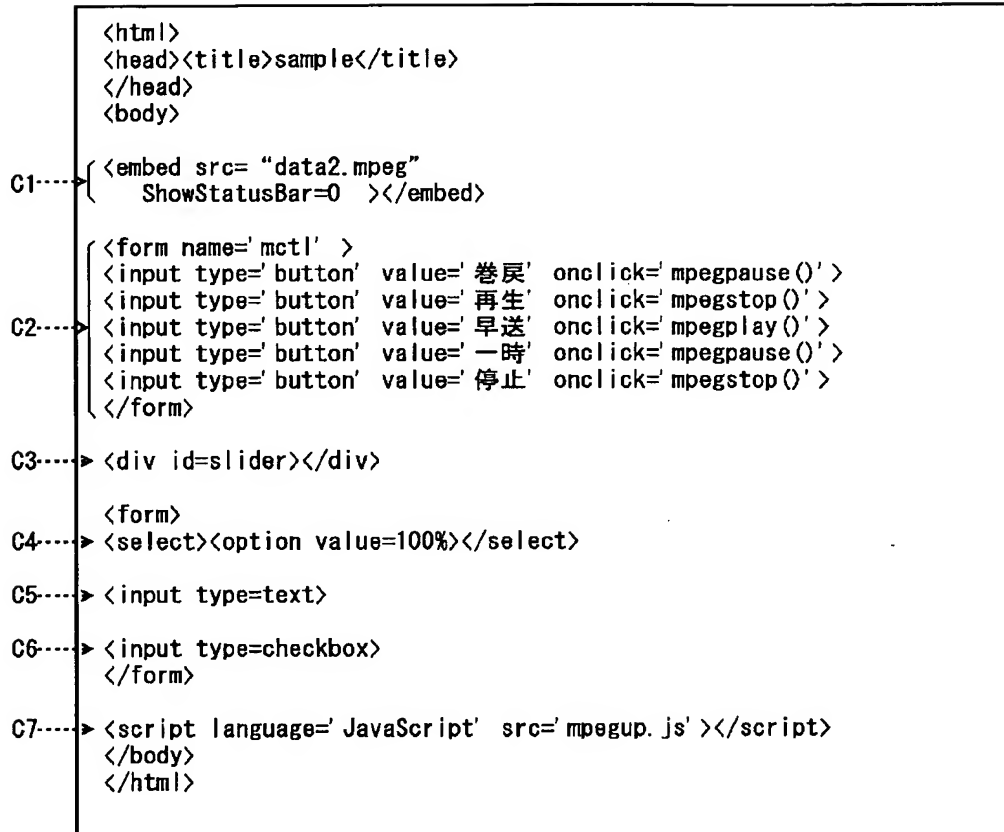 <html>
<head><title>sample</title>
</head>
<body>
C1 <embed src= “data2.mpeg”
ShowStatusBar=0 ></embed>
<form name='mctl' >
<input type='button' value='巻戻' onclick='mpegpause()'>
<input type='button' value='再生' onclick='mpegstop()'>
C2 <input type='button' value='早送' onclick='mpegplay()'>
<input type='button' value='一時' onclick='mpegpause()'>
<input type='button' value='停止' onclick='mpegstop()'>
</form>
C3 <div id=slider></div>
<form>
C4 <select><option value=100%></select>
C5 <input type=text>
C6 <input type=checkbox>
</form>
C7 <script language='JavaScript' src='mpegup.js'></script>
</body>
</html>